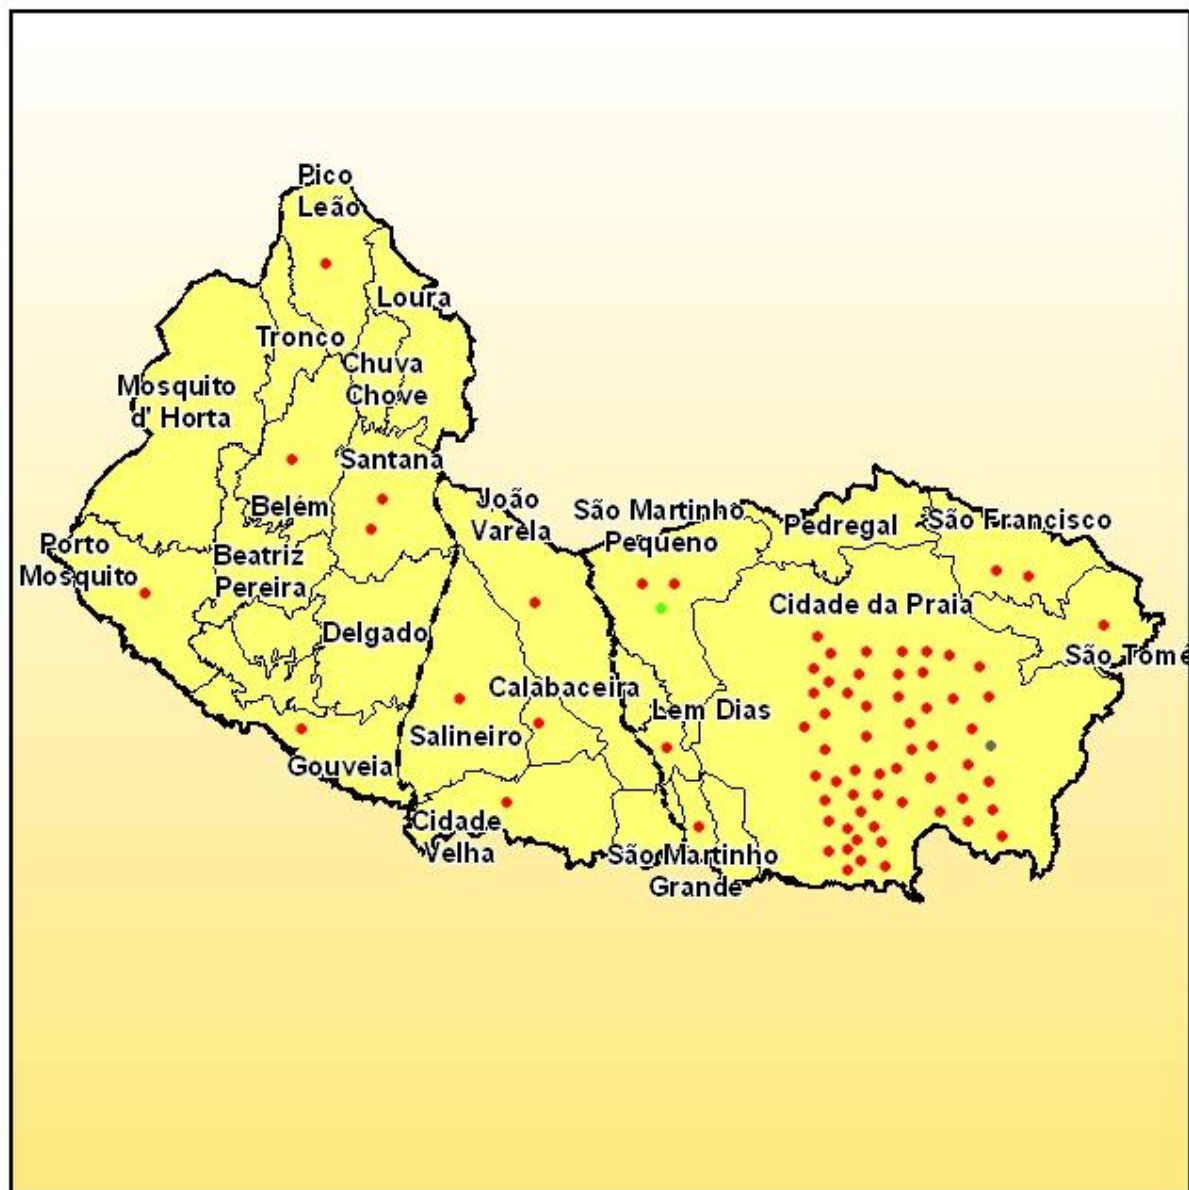 Pico
Leão
Loura
Tronco
Chuva
Chove
Mosquito
d' Horta
Santana
Belém
João
Varela
São Martinho
Pequeno
Pedregal
São Francisco
Porto
Mosquito
Beatriz
Pereira
Cidade da Praia
Delgado
São Tomé
Calabaceira
Lem Dias
Salineiro
Gouveia
Cidade
Velha
São Martinho
Grande